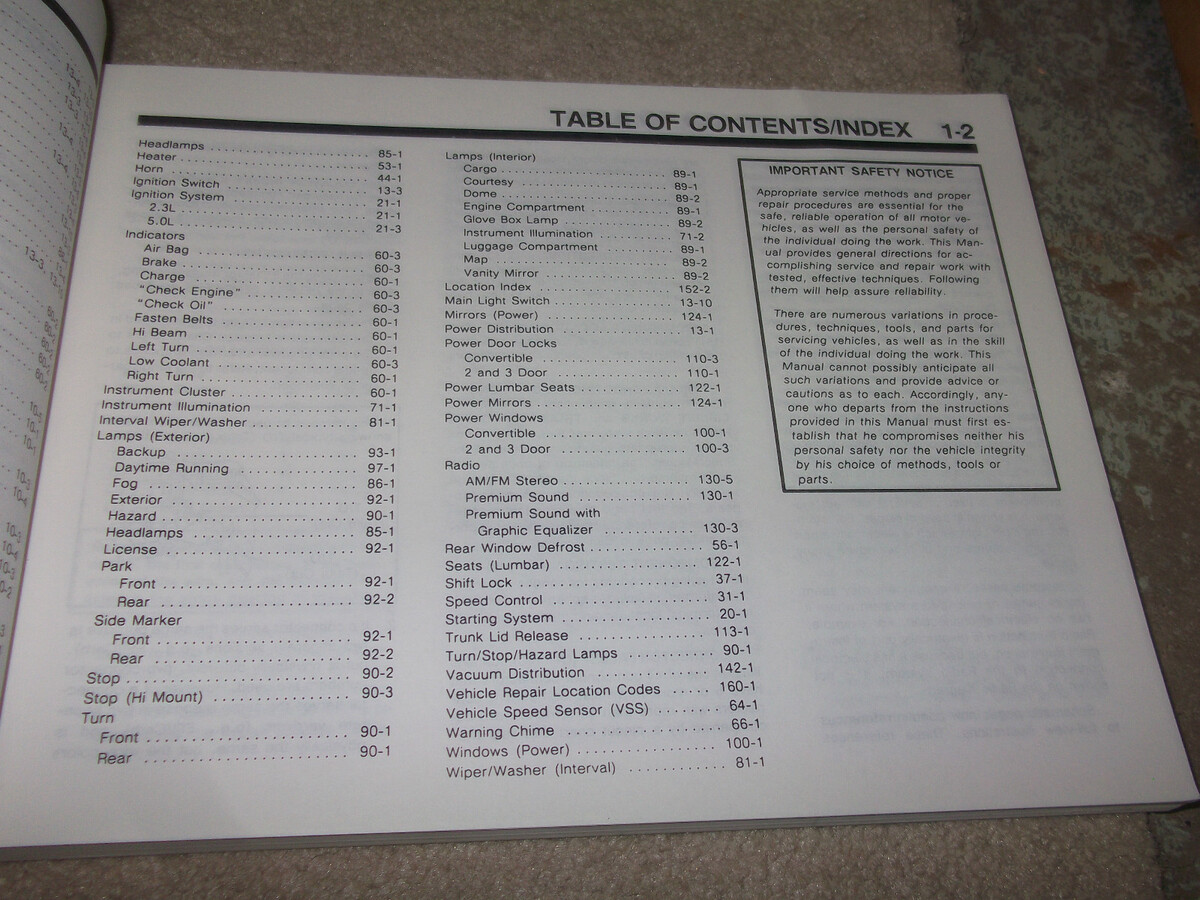 TABLE OF CONTENTS/INDEX 1-2
Headlamps . . . . . . . . . . . . . . . . . . . . 85-1
Heater . . . . . . . . . . . . . . . . . . . . 53-1
Horn . . . . . . . . . . . . . . . . . . . . 44-1
Ignition Switch . . . . . . . . . . . . . . . . . . . . 13-3
Ignition System . . . . . . . . . . . . . . . . . . . . 21-1
2.3L . . . . . . . . . . . . . . . . . . . . 21-1
5.0L . . . . . . . . . . . . . . . . . . . . 21-3
Indicators
Air Bag . . . . . . . . . . . . . . . . . . . . 60-3
Brake . . . . . . . . . . . . . . . . . . . . 60-3
Charge . . . . . . . . . . . . . . . . . . . . 60-1
"Check Engine" . . . . . . . . . . . . . . . . 60-3
"Check Oil" . . . . . . . . . . . . . . . . . . 60-3
Fasten Belts . . . . . . . . . . . . . . . . . . 60-1
Hi Beam . . . . . . . . . . . . . . . . . . . . 60-1
Left Turn . . . . . . . . . . . . . . . . . . . . 60-1
Low Coolant . . . . . . . . . . . . . . . . . . 60-3
Right Turn . . . . . . . . . . . . . . . . . . . 60-1
Instrument Cluster . . . . . . . . . . . . . . . . 60-1
Instrument Illumination . . . . . . . . . . . . . . 71-1
Interval Wiper/Washer . . . . . . . . . . . . . . 81-1
Lamps (Exterior)
Backup . . . . . . . . . . . . . . . . . . . . 93-1
Daytime Running . . . . . . . . . . . . . . . . 97-1
Fog . . . . . . . . . . . . . . . . . . . . 86-1
Exterior . . . . . . . . . . . . . . . . . . . . 92-1
Hazard . . . . . . . . . . . . . . . . . . . . 90-1
Headlamps . . . . . . . . . . . . . . . . . . . . 85-1
License . . . . . . . . . . . . . . . . . . . . 92-1
Park
Front . . . . . . . . . . . . . . . . . . . . 92-1
Rear . . . . . . . . . . . . . . . . . . . . 92-2
Side Marker
Front . . . . . . . . . . . . . . . . . . . . 92-1
Rear . . . . . . . . . . . . . . . . . . . . 92-2
Stop . . . . . . . . . . . . . . . . . . . . 90-2
Stop (Hi Mount) . . . . . . . . . . . . . . . . 90-3
Turn
Front . . . . . . . . . . . . . . . . . . . . 90-1
Rear . . . . . . . . . . . . . . . . . . . . 90-1
Lamps (Interior)
Cargo . . . . . . . . . . . . . . . . . . . . 89-1
Courtesy . . . . . . . . . . . . . . . . . . . . 89-1
Dome . . . . . . . . . . . . . . . . . . . . 89-2
Engine Compartment . . . . . . . . . . . . 89-1
Glove Box Lamp . . . . . . . . . . . . . . . 89-2
Instrument Illumination . . . . . . . . . . . . 71-2
Luggage Compartment . . . . . . . . . . . 89-1
Map . . . . . . . . . . . . . . . . . . . . 89-2
Vanity Mirror . . . . . . . . . . . . . . . . . 89-2
Location Index . . . . . . . . . . . . . . . . . . 152-2
Main Light Switch . . . . . . . . . . . . . . . . 13-10
Mirrors (Power) . . . . . . . . . . . . . . . . . 124-1
Power Distribution . . . . . . . . . . . . . . . . 13-1
Power Door Locks
Convertible . . . . . . . . . . . . . . . . . . 110-3
2 and 3 Door . . . . . . . . . . . . . . . . . 110-1
Power Lumbar Seats . . . . . . . . . . . . . . 122-1
Power Mirrors . . . . . . . . . . . . . . . . . . 124-1
Power Windows
Convertible . . . . . . . . . . . . . . . . . . 100-1
2 and 3 Door . . . . . . . . . . . . . . . . . 100-3
Radio
AM/FM Stereo . . . . . . . . . . . . . . . . . 130-5
Premium Sound . . . . . . . . . . . . . . . . 130-1
Premium Sound with
Graphic Equalizer . . . . . . . . . . . 130-3
Rear Window Defrost . . . . . . . . . . . . . . 56-1
Seats (Lumbar) . . . . . . . . . . . . . . . . . 122-1
Shift Lock . . . . . . . . . . . . . . . . . . . . 37-1
Speed Control . . . . . . . . . . . . . . . . . . 31-1
Starting System . . . . . . . . . . . . . . . . . . 20-1
Trunk Lid Release . . . . . . . . . . . . . . . 113-1
Turn/Stop/Hazard Lamps . . . . . . . . . . . 90-1
Vacuum Distribution . . . . . . . . . . . . . . 142-1
Vehicle Repair Location Codes . . . . . 160-1
Vehicle Speed Sensor (VSS) . . . . . . . . 64-1
Warning Chime . . . . . . . . . . . . . . . . . . 66-1
Windows (Power) . . . . . . . . . . . . . . . . 100-1
Wiper/Washer (Interval) . . . . . . . . . . . . 81-1
IMPORTANT SAFETY NOTICE
Appropriate service methods and proper
repair procedures are essential for the
safe, reliable operation of all motor ve-
hicles, as well as the personal safety of
the individual doing the work. This Man-
ual provides general directions for ac-
complishing service and repair work with
tested, effective techniques. Following
them will help assure reliability.
There are numerous variations in proce-
dures, techniques, tools, and parts for
servicing vehicles, as well as in the skill
of the individual doing the work. This
Manual cannot possibly anticipate all
such variations and provide advice or
cautions as to each. Accordingly, any-
one who departs from the instructions
provided in this Manual must first es-
tablish that he compromises neither his
personal safety nor the vehicle integrity
by his choice of methods, tools or
parts.